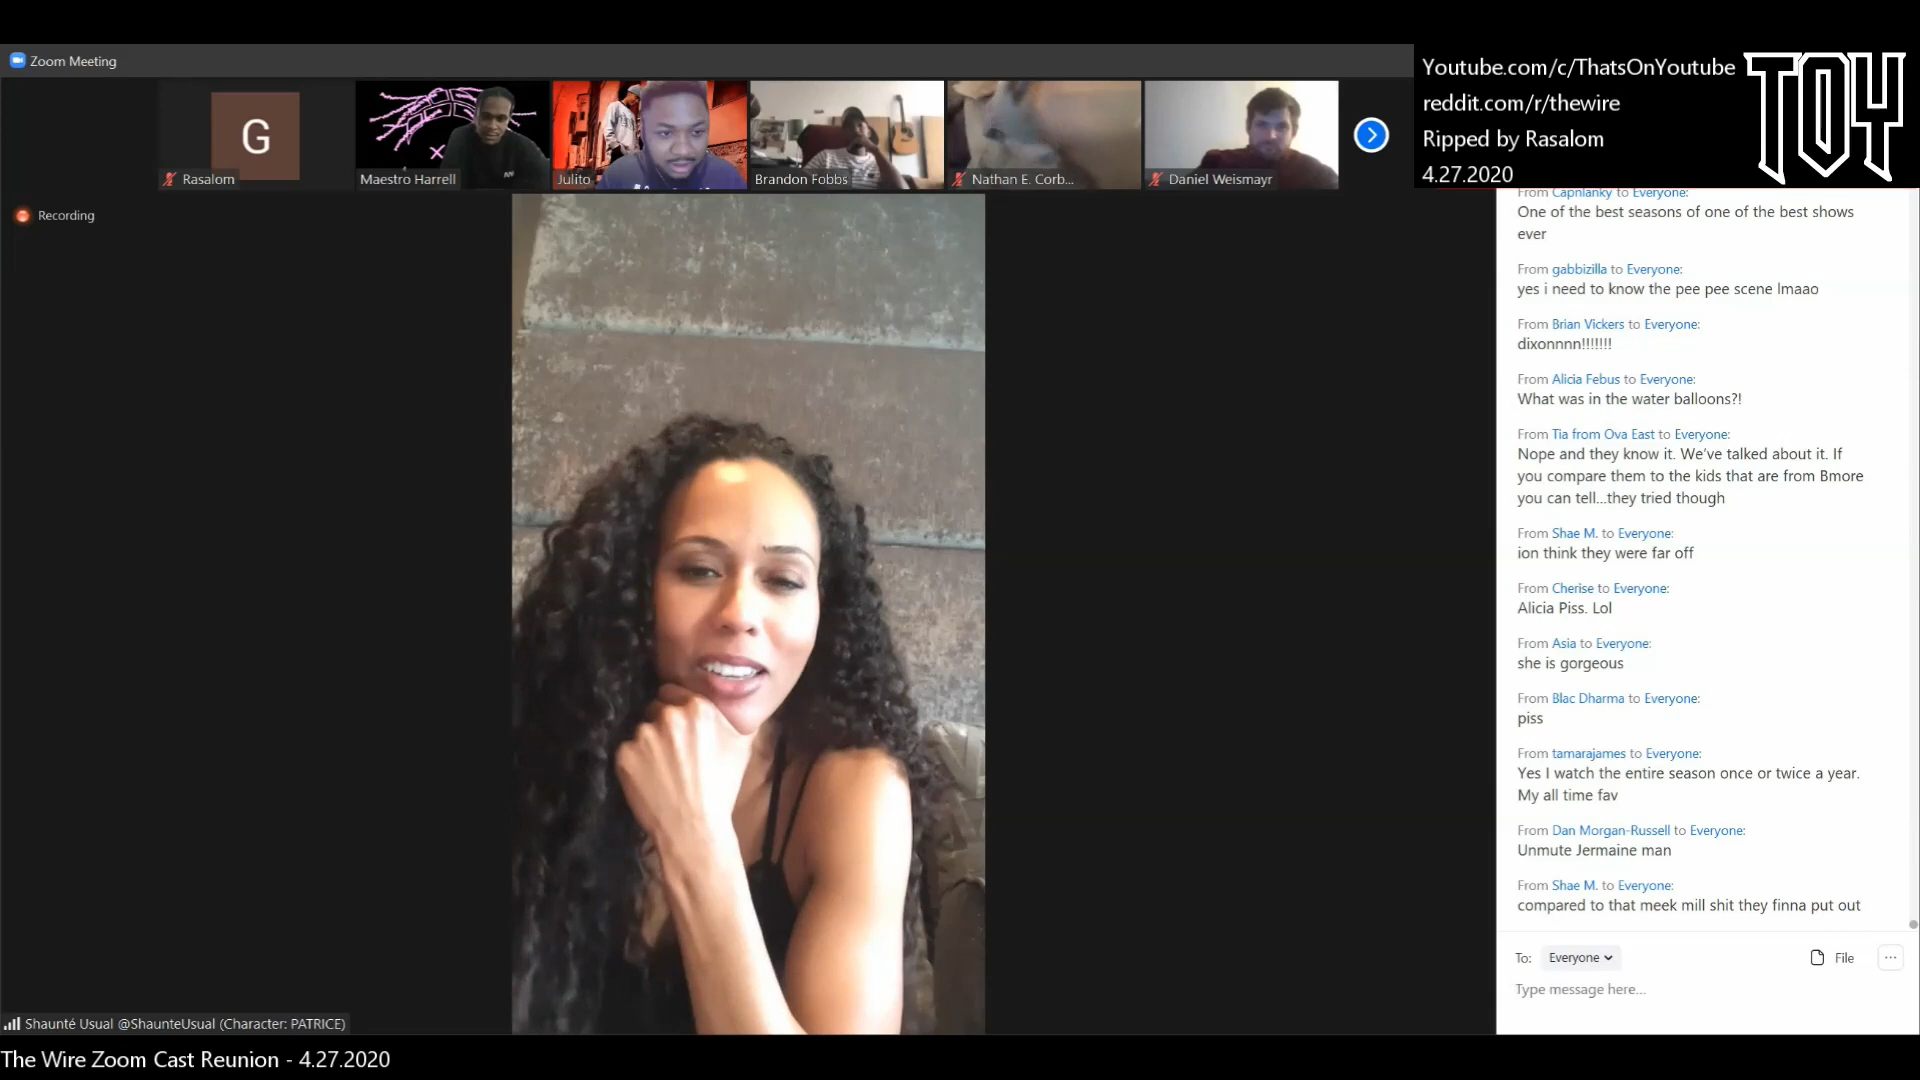 Zoom Meeting
Youtube.com/c/ThatsOnYoutube
reddit.com/r/thewire
Ripped by Rasalom
4.27.2020
TOY
G
Rasalom
Maestro Harrell
Julito
Brandon Fobbs
Nathan E. Corb...
Daniel Weismayr
Recording
From Capnlanky to Everyone:
One of the best seasons of one of the best shows
ever
From gabbizilla to Everyone:
yes i need to know the pee pee scene lmaao
From Brian Vickers to Everyone:
dixonnnn!!!!!!!
From Alicia Febus to Everyone:
What was in the water balloons?!
From Tia from Ova East to Everyone:
Nope and they know it. We've talked about it. If
you compare them to the kids that are from Bmore
you can tell...they tried though
From Shae M. to Everyone:
ion think they were far off
From Cherise to Everyone:
Alicia Piss. Lol
From Asia to Everyone:
she is gorgeous
From Blac Dharma to Everyone:
piss
From tamarajames to Everyone:
Yes I watch the entire season once or twice a year.
My all time fav
From Dan Morgan-Russell to Everyone:
Unmute Jermaine man
From Shae M. to Everyone:
compared to that meek mill shit they finna put out
To: Everyone
File
Type message here...
Shaunté Usual @ShaunteUsual (Character: PATRICE)
The Wire Zoom Cast Reunion - 4.27.2020